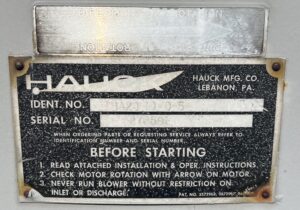 HAUCK
HAUCK MFG. CO.
LEBANON, PA.
IDENT. NO.
SERIAL NO.
WHEN ORDERING PARTS OR REQUESTING SERVICE ALWAYS REFER TO
IDENTIFICATION NUMBER AND SERIAL NUMBER.
BEFORE STARTING
1. READ ATTACHED INSTALLATION & OPER. INSTRUCTIONS.
2. CHECK MOTOR ROTATION WITH ARROW ON MOTOR.
3. NEVER RUN BLOWER WITHOUT RESTRICTION ON
INLET OR DISCHARGE.